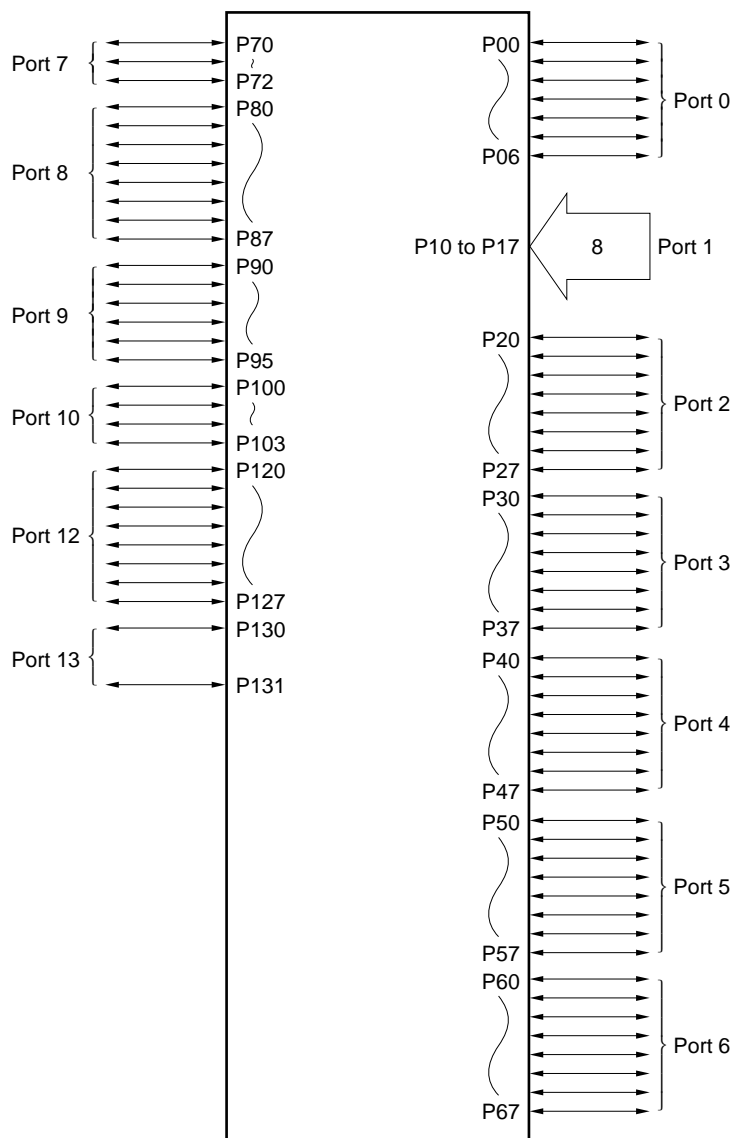 Port 7
P70
~
P72
Port 8
P80
P87
Port 9
P90
P95
Port 10
P100
~
P103
Port 12
P120
P127
Port 13
P130
P131
P00
P06
Port 0
P10 to P17
8
Port 1
P20
P27
Port 2
P30
P37
Port 3
P40
P47
Port 4
P50
P57
Port 5
P60
P67
Port 6